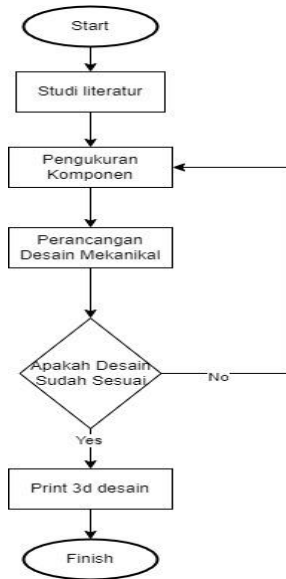 Start
Studi literatur
Pengukuran
Komponen
Perancangan
Desain Mekanikal
Apakah Desain
Sudah Sesuai
No
Yes
Print 3d desain
Finish